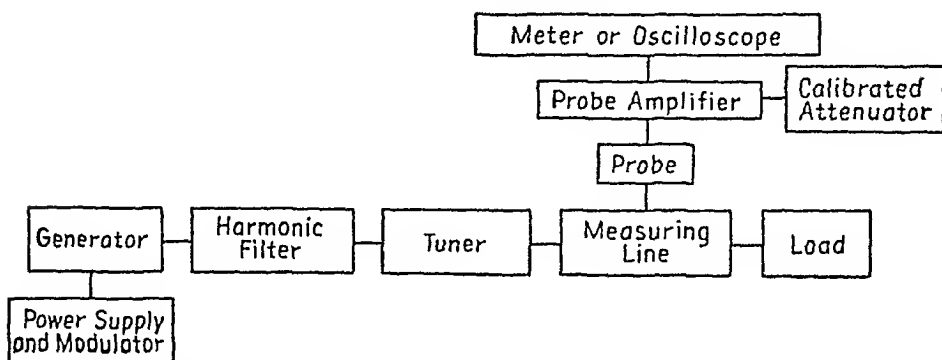 Meter or Oscilloscope
Probe Amplifier
Calibrated
Attenuator
Probe
Generator
Harmonic
Filter
Tuner
Measuring
Line
Load
Power Supply
and Modulator